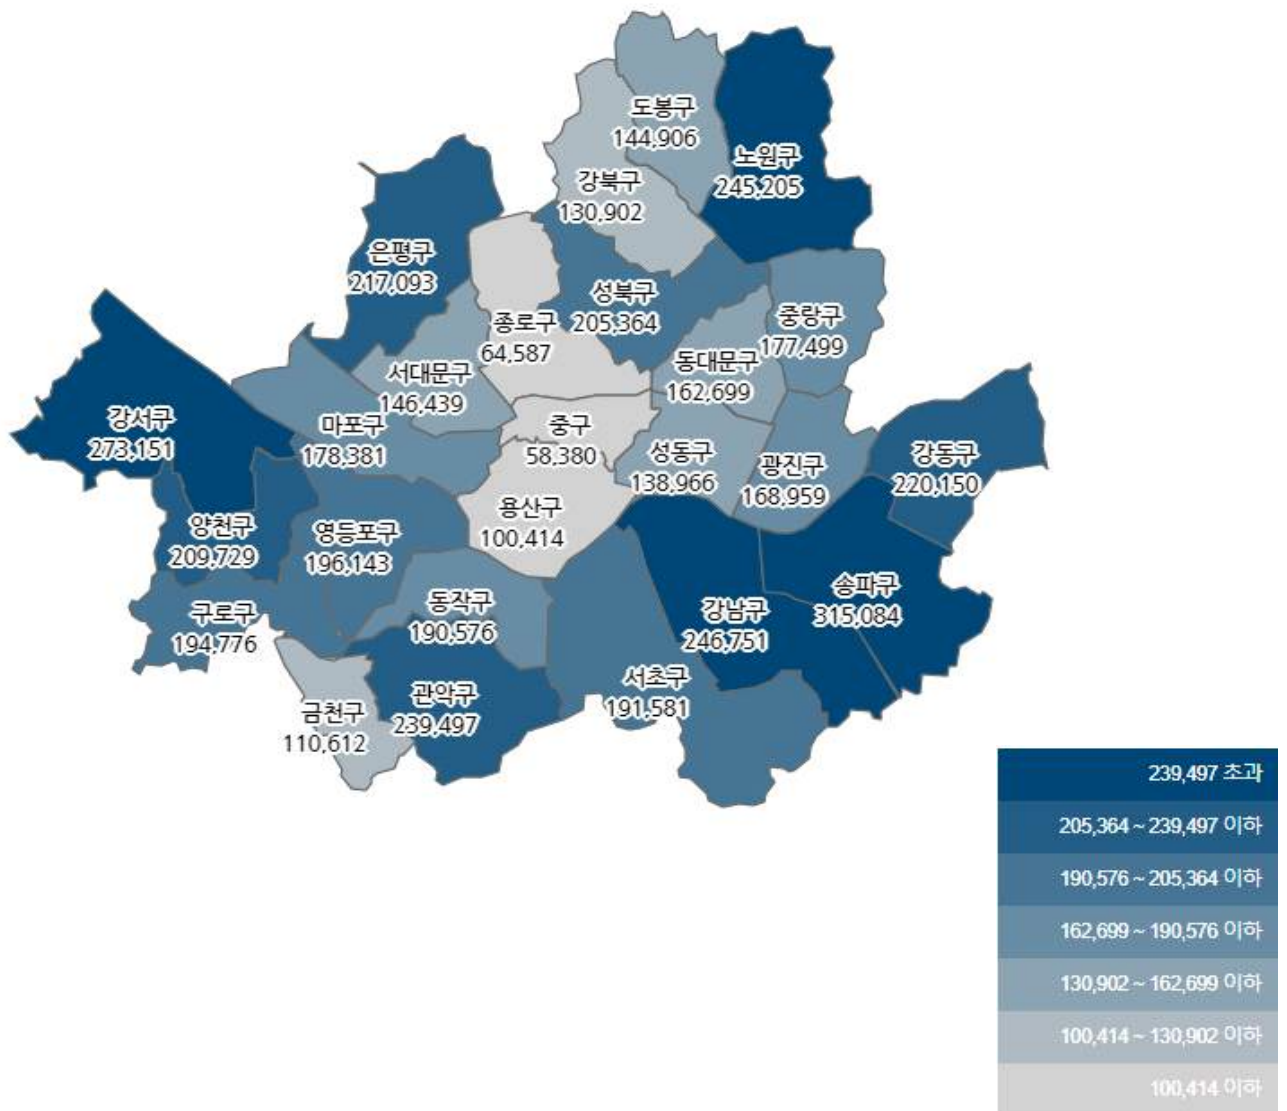 도봉구
144,906
노원구
245,205
강북구
130,902
은평구
217,093
성북구
205,364
종로구
64,587
중랑구
177,499
동대문구
162,699
서대문구
146,439
강서구
273,151
마포구
178,381
중구
58,380
성동구
138,966
광진구
168,959
강동구
220,150
용산구
100,414
양천구
209,729
영등포구
196,143
구로구
194,776
동작구
190,576
강남구
246,751
송파구
315,084
서초구
191,581
관악구
239,497
금천구
110,612
239,497 초과
205,364 ~ 239,497 이하
190,576 ~ 205,364 이하
162,699 ~ 190,576 이하
130,902 ~ 162,699 이하
100,414 ~ 130,902 이하
100,414 이하